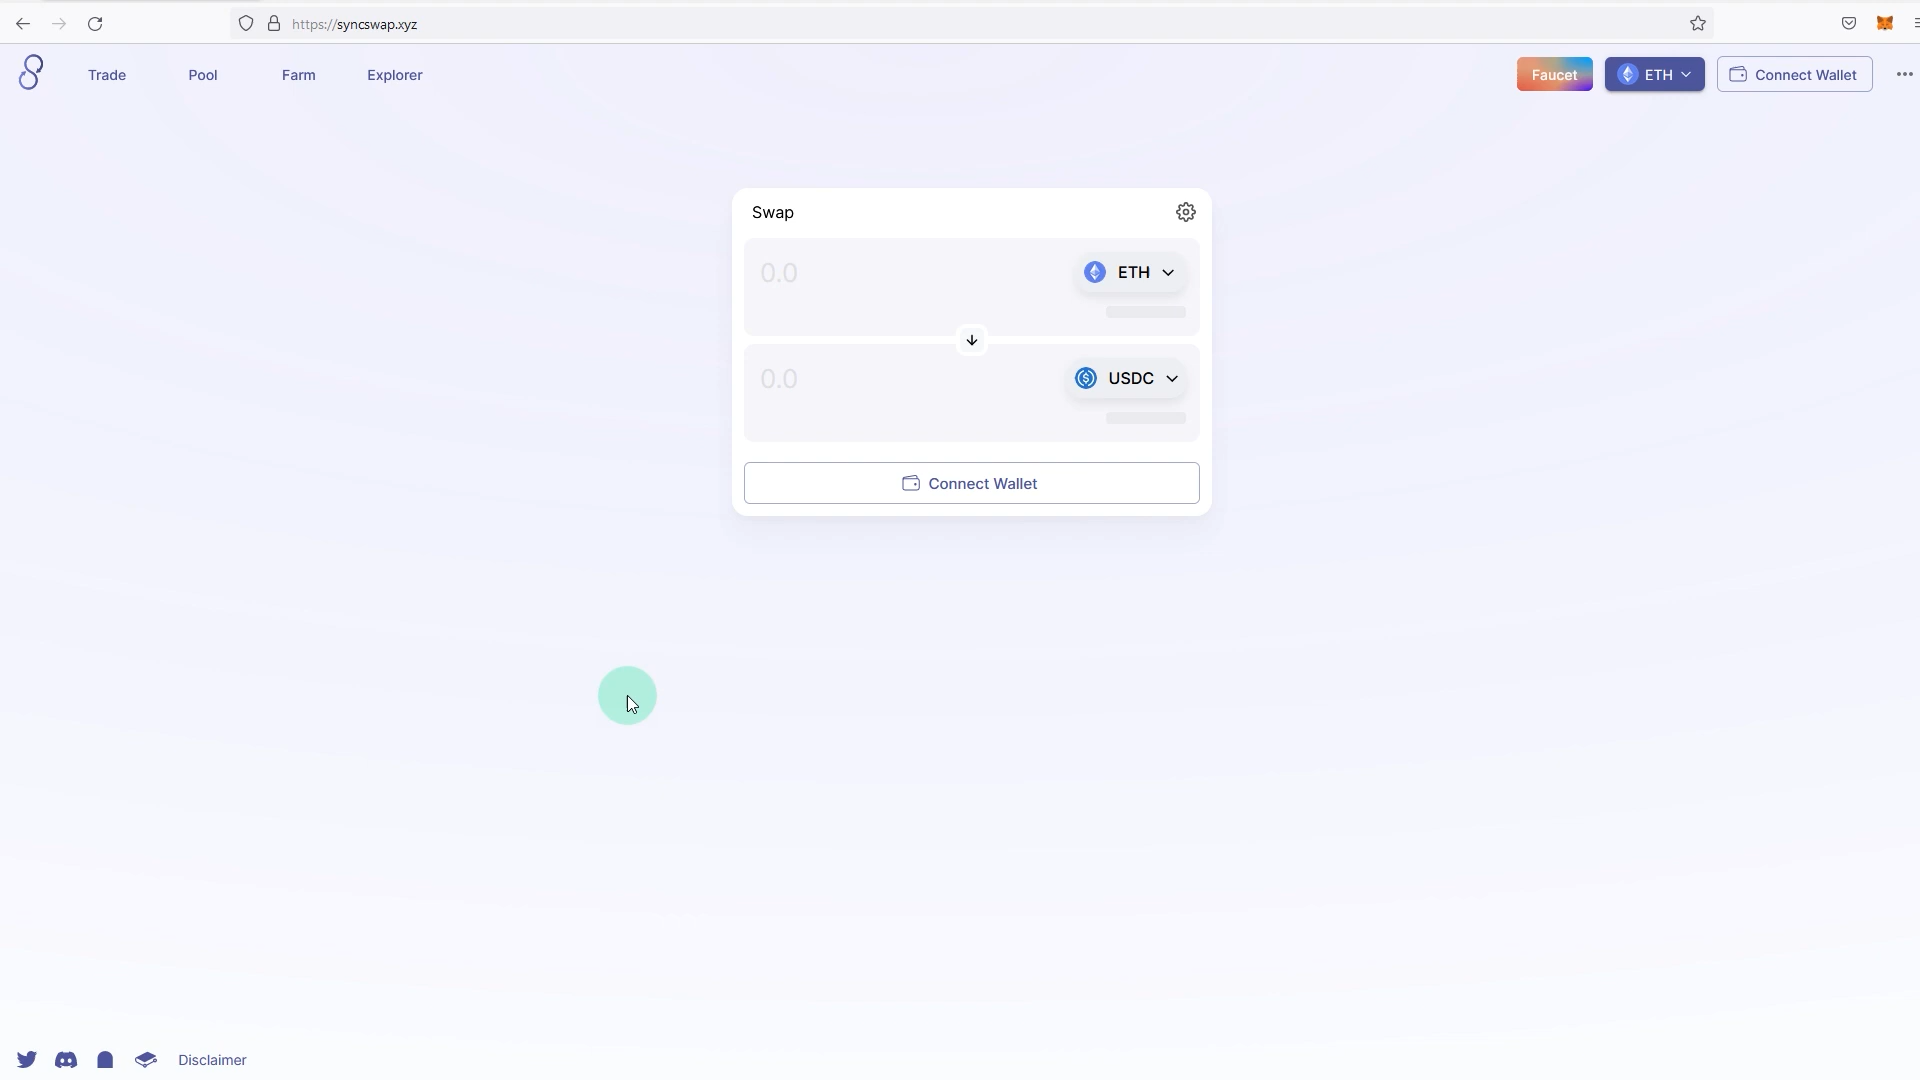 https://syncswap.xyz
Trade Pool Farm Explorer Faucet ETH Connect Wallet
Swap
0.0 ETH
0.0 USDC
Connect Wallet
Disclaimer